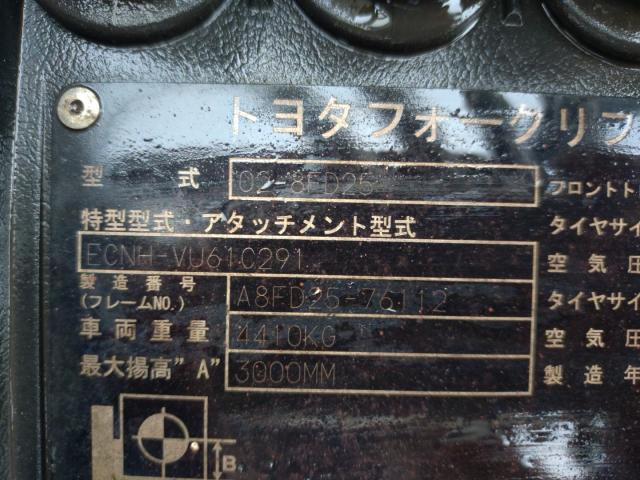 トヨタフォークリフ
型 式 02-8FD25 フロントト
特型型式・アタッチメント型式 タイヤサイ
ECNH-VU610291 空気圧
製造番号 A8FD25-76112 タイヤサイ
(フレームNO.)
車両重量 4410KG 空気圧
最大揚高"A" 3000MM 製造年
B